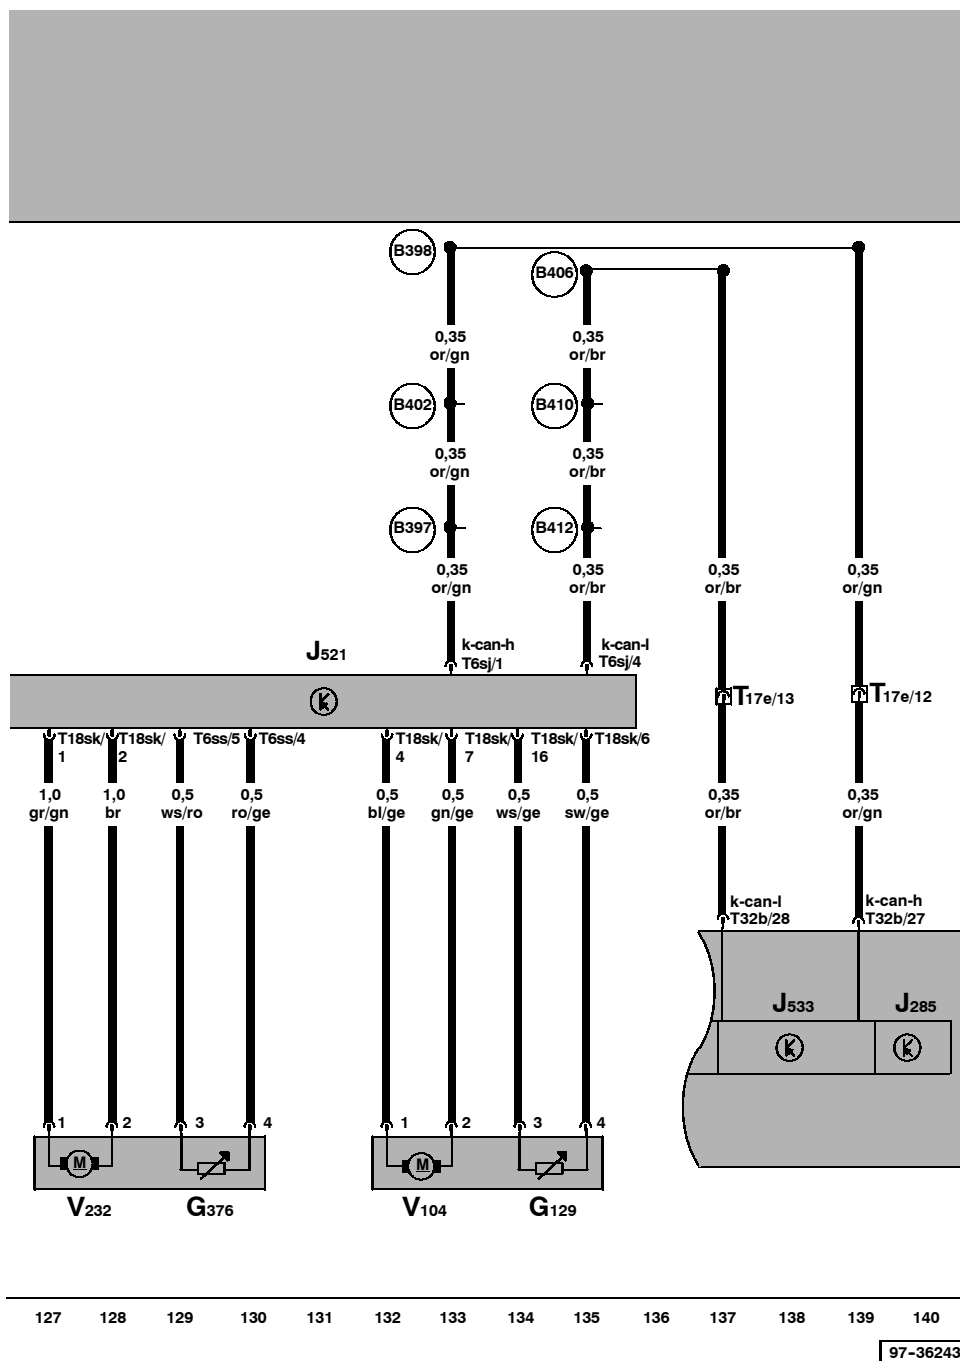 B398
B406
0,35
or/gn
0,35
or/br
B402
B410
0,35
or/gn
0,35
or/br
B397
B412
0,35
or/gn
0,35
or/br
0,35
or/br
0,35
or/gn
J521
k-can-h
T6sj/1
k-can-l
T6sj/4
T17e/13
T17e/12
T18sk/
1
T18sk/
2
T6ss/5
T6ss/4
T18sk/
4
T18sk/
7
T18sk/
16
T18sk/6
1,0
gr/gn
1,0
br
0,5
ws/ro
0,5
ro/ge
0,5
bl/ge
0,5
gn/ge
0,5
ws/ge
0,5
sw/ge
0,35
or/br
0,35
or/gn
k-can-l
T32b/28
k-can-h
T32b/27
J533
J285
1
2
3
4
1
2
3
4
M
M
V232
G376
V104
G129
127 128 129 130 131 132 133 134 135 136 137 138 139 140
97-36243